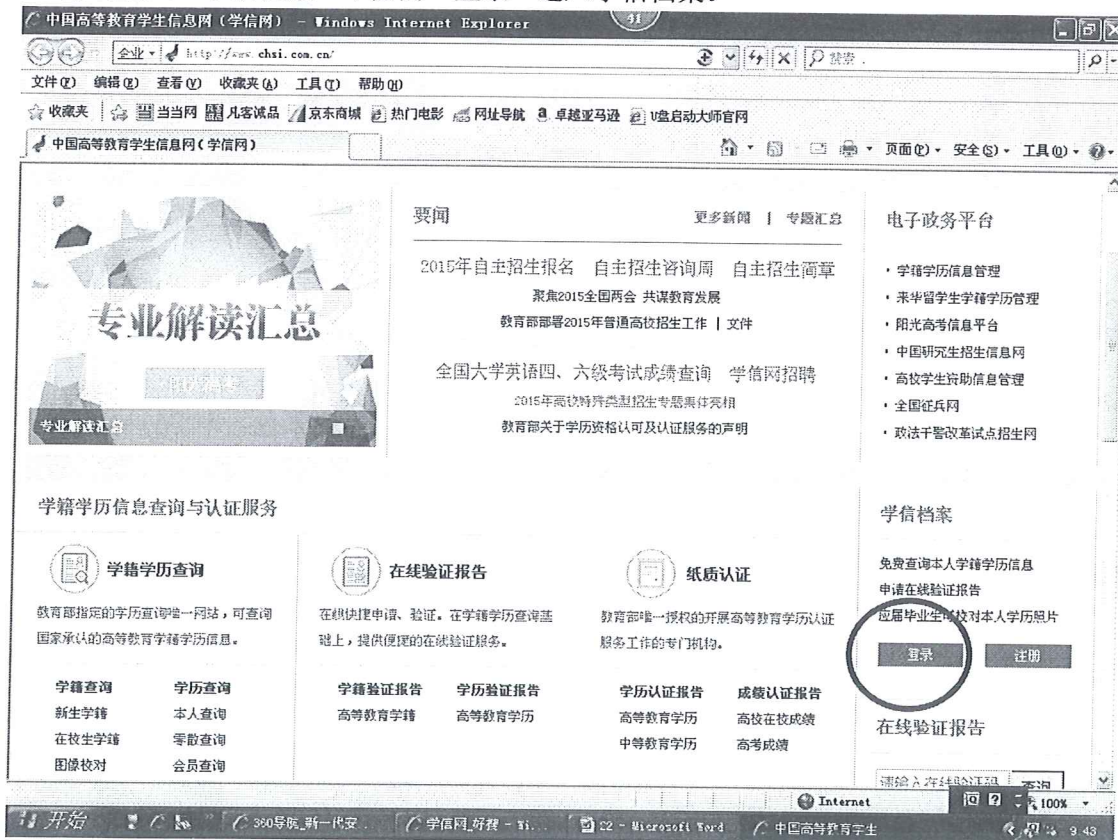 中国高等教育学生信息网（学信网） - Windows Internet Explorer
41
企业 http://www.chsi.com.cn/
文件(F) 编辑(E) 查看(V) 收藏夹(A) 工具(T) 帮助(H)
收藏夹 当当网 凡客诚品 京东商城 热门电影 网址导航 卓越亚马逊 U盘启动大师官网
中国高等教育学生信息网(学信网)
页面(P) 安全(S) 工具(O)
要闻
更多新闻 | 专题汇总
2015年自主招生报名 自主招生咨询周 自主招生简章
聚焦2015全国两会 共谋教育发展
教育部部署2015年普通高校招生工作 | 文件
全国大学英语四、六级考试成绩查询 学信网招聘
2015年高校特殊类型招生专题集体亮相
教育部关于学历资格认可及认证服务的声明
专业解读汇总
专业解读汇总
电子政务平台
· 学籍学历信息管理
· 来华留学生学籍学历管理
· 阳光高考信息平台
· 中国研究生招生信息网
· 高校学生资助信息管理
· 全国征兵网
· 政法干警改革试点招生网
学籍学历信息查询与认证服务
学籍学历查询
教育部指定的学历查询唯一网站，可查询
国家承认的高等教育学籍学历信息。
学籍查询 学历查询
新生学籍 本人查询
在校生学籍 零散查询
图像校对 会员查询
在线验证报告
在线快捷申请、验证。在学籍学历查询基
础上，提供便捷的在线验证服务。
学籍验证报告 学历验证报告
高等教育学籍 高等教育学历
纸质认证
教育部唯一授权的开展高等教育学历认证
服务工作的专门机构。
学历认证报告 成绩认证报告
高等教育学历 高校在校成绩
中等教育学历 高考成绩
学信档案
免费查询本人学籍学历信息
申请在线验证报告
应届毕业生可校对本人学历照片
登录 注册
在线验证报告
请输入在线验证码 查询
Internet 100%
开始 360导航_新一代安... 学信网_好搜 - Wi... C2 - Microsoft Word 中国高等教育学生 9:43